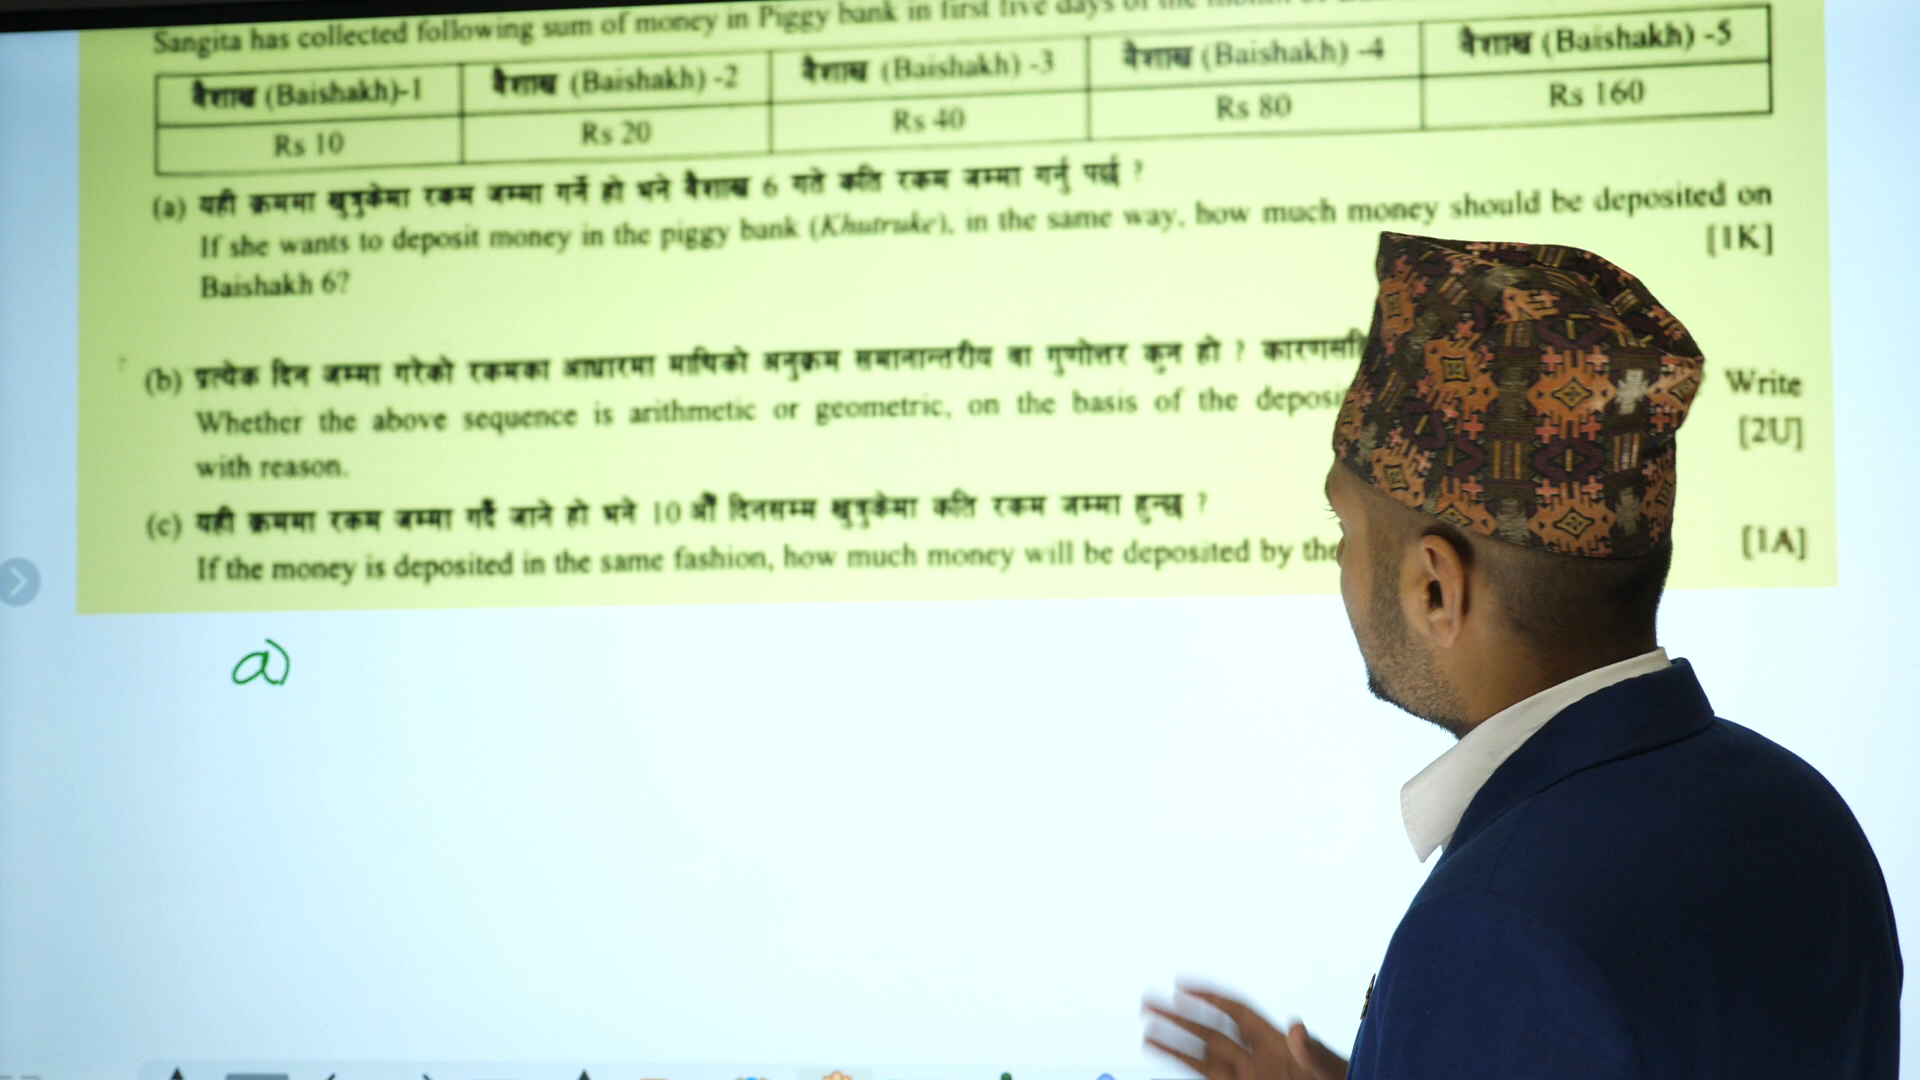 Sangita has collected following sum of money in Piggy bank in first five days of the month of
वैशाख (Baishakh)-1 वैशाख (Baishakh) -2 वैशाख (Baishakh) -3 वैशाख (Baishakh) -4 वैशाख (Baishakh) -5
Rs 10 Rs 20 Rs 40 Rs 80 Rs 160
(a) यही क्रममा खुत्रुकेमा रकम जम्मा गर्ने हो भने वैशाख 6 गते कति रकम जम्मा गर्नु पर्छ ?
If she wants to deposit money in the piggy bank (Khutruke), in the same way, how much money should be deposited on
Baishakh 6? [1K]
(b) प्रत्येक दिन जम्मा गरेको रकमका आधारमा माथिको अनुक्रम समानान्तरीय वा गुणोत्तर कुन हो ?
Whether the above sequence is arithmetic or geometric, on the basis of the Write
with reason. [2U]
(c) यही क्रममा रकम जम्मा गर्दै जाने हो भने 10 औं दिनसम्म खुत्रुकेमा कति रकम जम्मा हुन्छ ?
If the money is deposited in the same fashion, how much money will be deposited by [1A]
a)